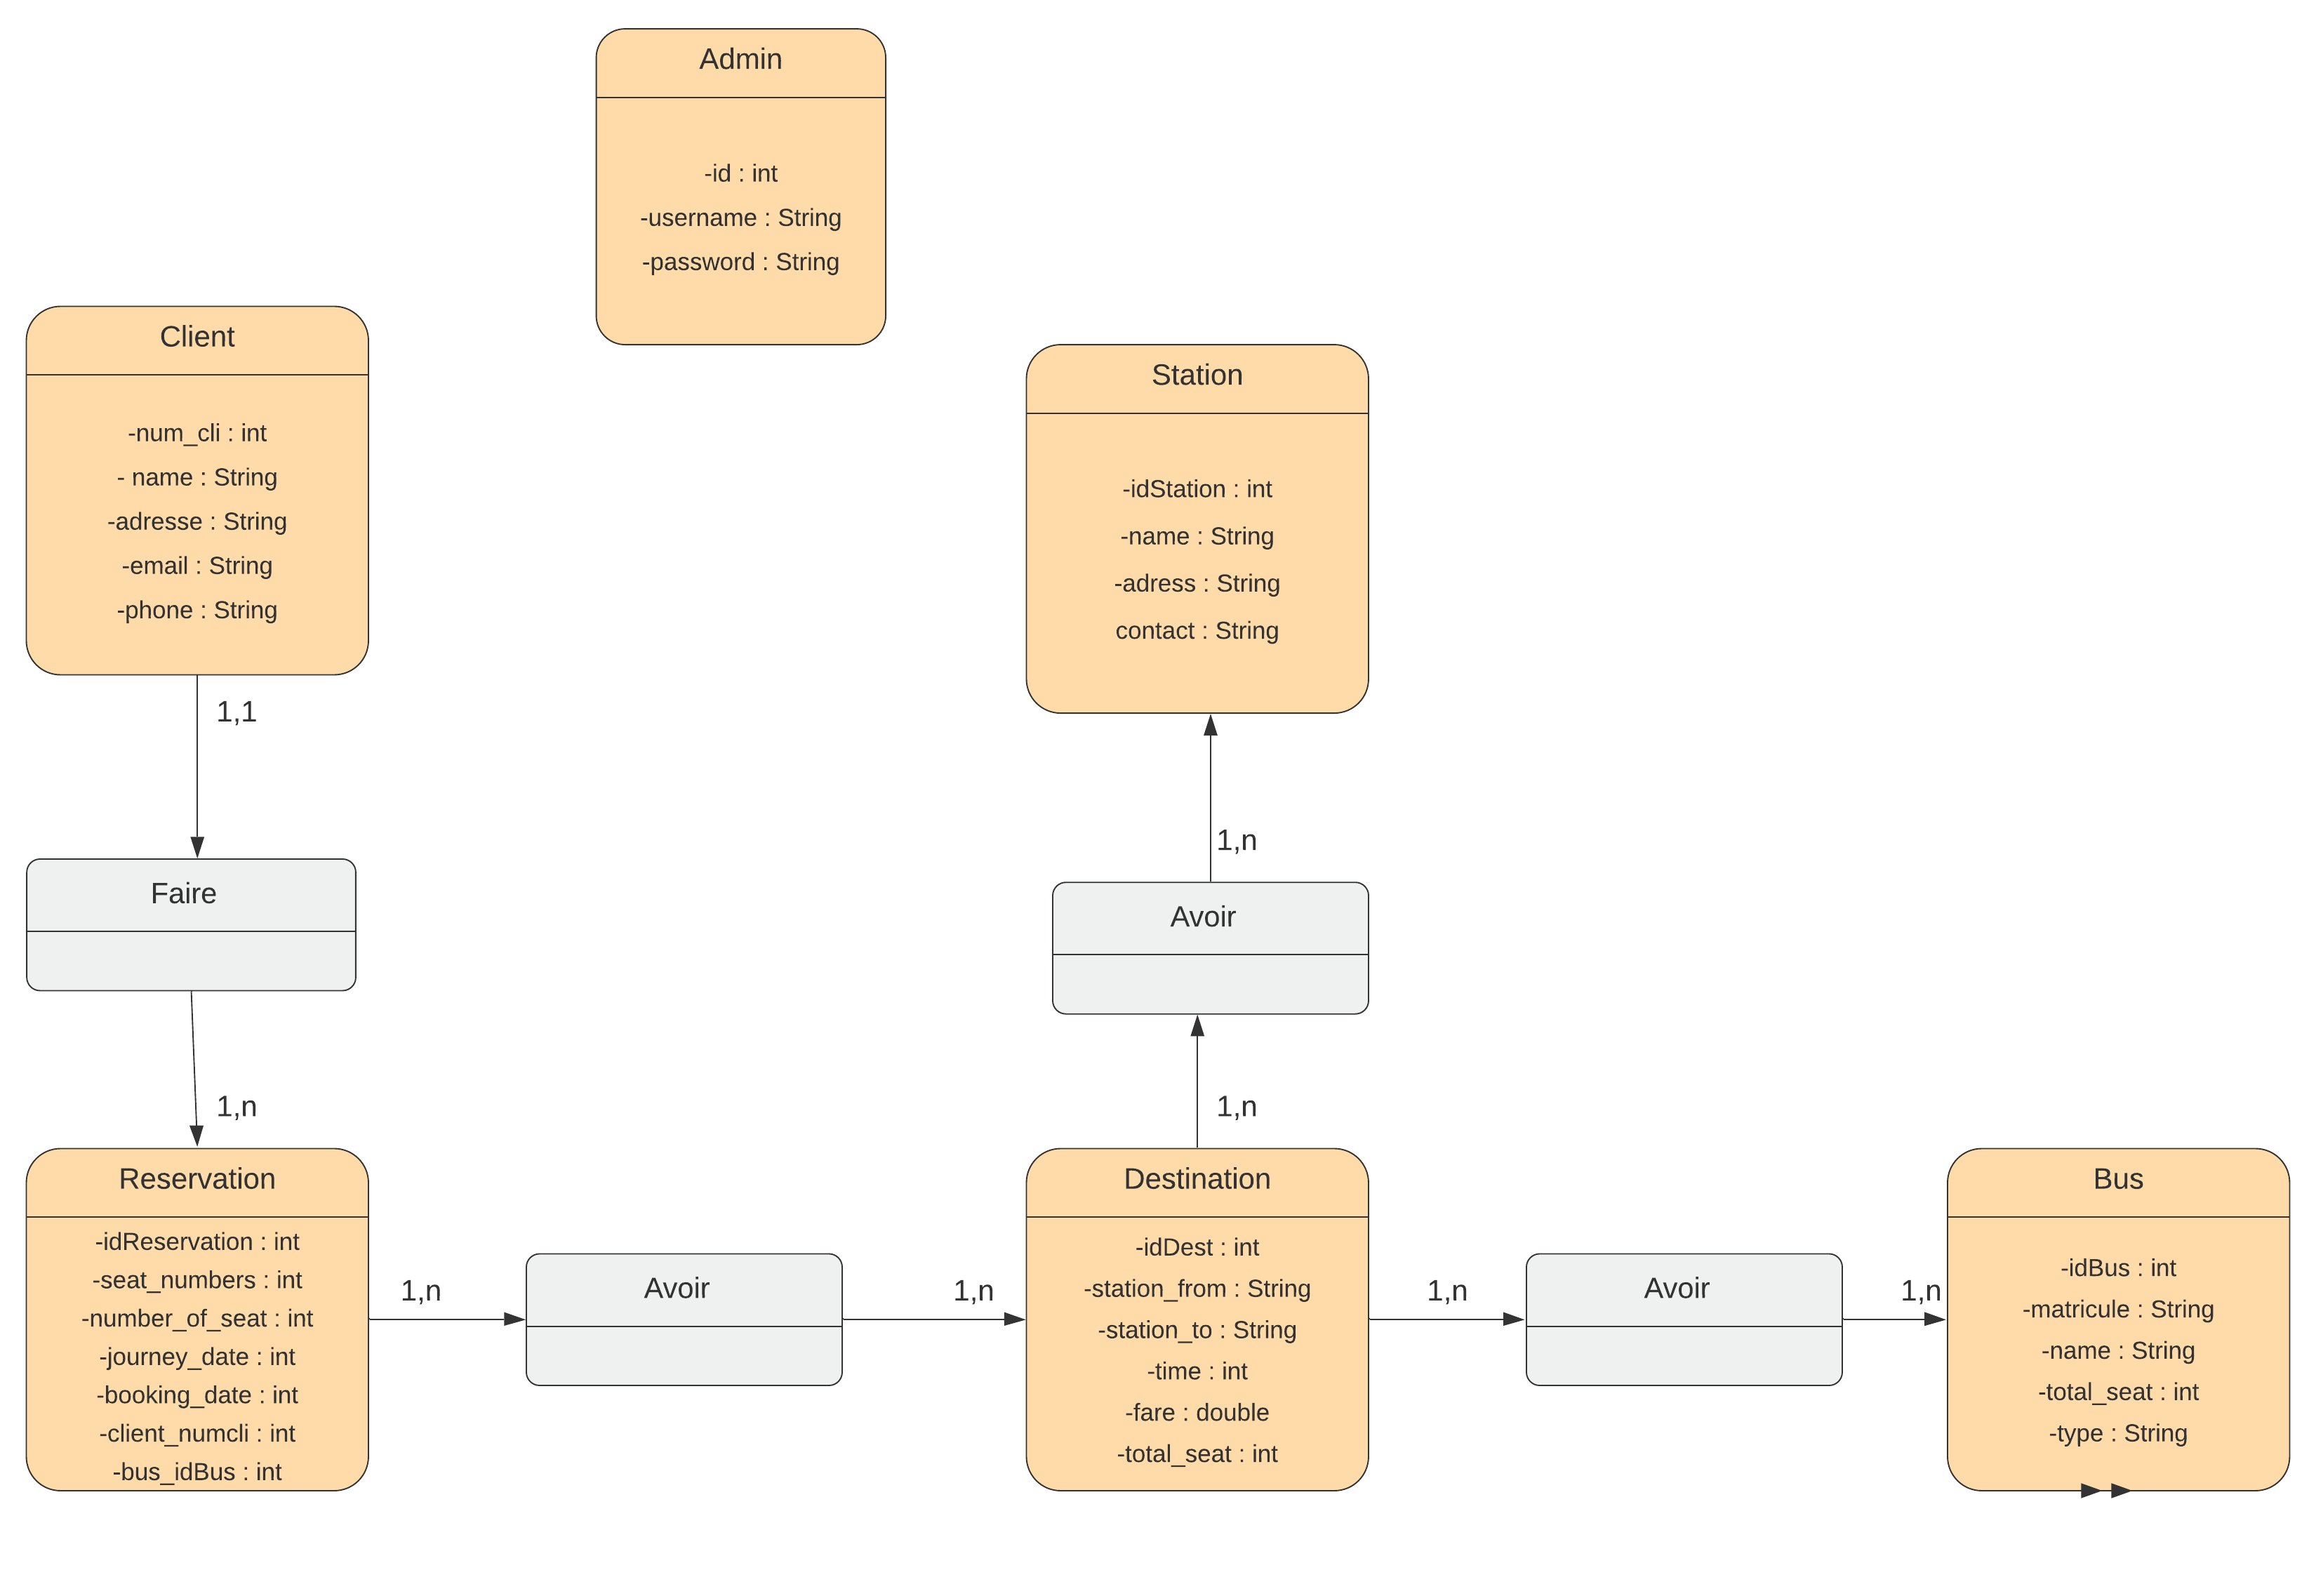 Admin
-id : int
-username : String
-password : String
Client
-num_cli : int
- name : String
-adresse : String
-email : String
-phone : String
Station
-idStation : int
-name : String
-adress : String
contact : String
1,1
1,n
Faire
Avoir
1,n
1,n
Reservation
-idReservation : int
-seat_numbers : int
-number_of_seat : int
-journey_date : int
-booking_date : int
-client_numcli : int
-bus_idBus : int
1,n
Avoir
1,n
Destination
-idDest : int
-station_from : String
-station_to : String
-time : int
-fare : double
-total_seat : int
1,n
Avoir
1,n
Bus
-idBus : int
-matricule : String
-name : String
-total_seat : int
-type : String